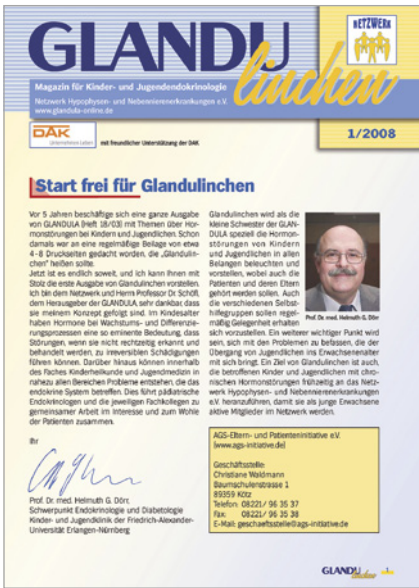 GLANDU
linchen
NETZWERK
Magazin für Kinder- und Jugendendokrinologie
Netzwerk Hypophysen- und Nebennierenerkrankungen e.V.
www.glandula-online.de
1/2008
DAK
Unternehmen Leben
mit freundlicher Unterstützung der DAK
Start frei für Glandulinchen
Vor 5 Jahren beschäftige sich eine ganze Ausgabe
von GLANDULA (Heft 18/03) mit Themen über Hor-
monstörungen bei Kindern und Jugendlichen. Schon
damals war an eine regelmäßige Beilage von etwa
4-8 Druckseiten gedacht worden, die „Glandulin-
chen" heißen sollte.
Jetzt ist es endlich soweit, und ich kann Ihnen mit
Stolz die erste Ausgabe von Glandulinchen vorstellen.
Ich bin dem Netzwerk und Herrn Professor Dr. Schöfl,
dem Herausgeber der GLANDULA, sehr dankbar, dass
sie meinem Konzept gefolgt sind. Im Kindesalter
haben Hormone bei Wachstums- und Differenzie-
rungsprozessen eine so eminente Bedeutung, dass
Störungen, wenn sie nicht rechtzeitig erkannt und
behandelt werden, zu irreversiblen Schädigungen
führen können. Darüber hinaus können innerhalb
des Faches Kinderheilkunde und Jugendmedizin in
nahezu allen Bereichen Probleme entstehen, die das
endokrine System betreffen. Dies führt pädiatrische
Endokrinologen und die jeweiligen Fachkollegen zu
gemeinsamer Arbeit im Interesse und zum Wohle
der Patienten zusammen.
Ihr
Prof. Dr. med. Helmuth G. Dörr,
Schwerpunkt Endokrinologie und Diabetologie
Kinder- und Jugendklinik der Friedrich-Alexander-
Universität Erlangen-Nürnberg
Glandulinchen wird als die
kleine Schwester der GLAN-
DULA speziell die Hormon-
störungen von Kindern
und Jugendlichen in allen
Belangen beleuchten und
vorstellen, wobei auch die
Patienten und deren Eltern
gehört werden sollen. Auch
die verschiedenen Selbst-
hilfegruppen sollen regel-
mäßig Gelegenheit erhalten
sich vorzustellen. Ein weiterer wichtiger Punkt wird
sein, sich mit den Problemen zu befassen, die der
Übergang von Jugendlichen ins Erwachsenenalter
mit sich bringt. Ein Ziel von Glandulinchen ist auch,
die betroffenen Kinder und Jugendlichen mit chro-
nischen Hormonstörungen frühzeitig an das Netz-
werk Hypophysen- und Nebennierenerkrankungen
e.V. heranzuführen, damit sie als junge Erwachsene
aktive Mitglieder im Netzwerk werden.
Prof. Dr. med. Helmuth G. Dörr
AGS-Eltern- und Patienteninitiative e.V.
(www.ags-initiative.de)
Geschäftsstelle:
Christiane Waldmann
Baumschulenstrasse 1
89359 Kötz
Telefon: 08221/ 96 35 37
Fax: 08221/ 96 35 38
E-Mail: geschaeftsstelle@ags-initiative.de
GLANDU
linchen
1